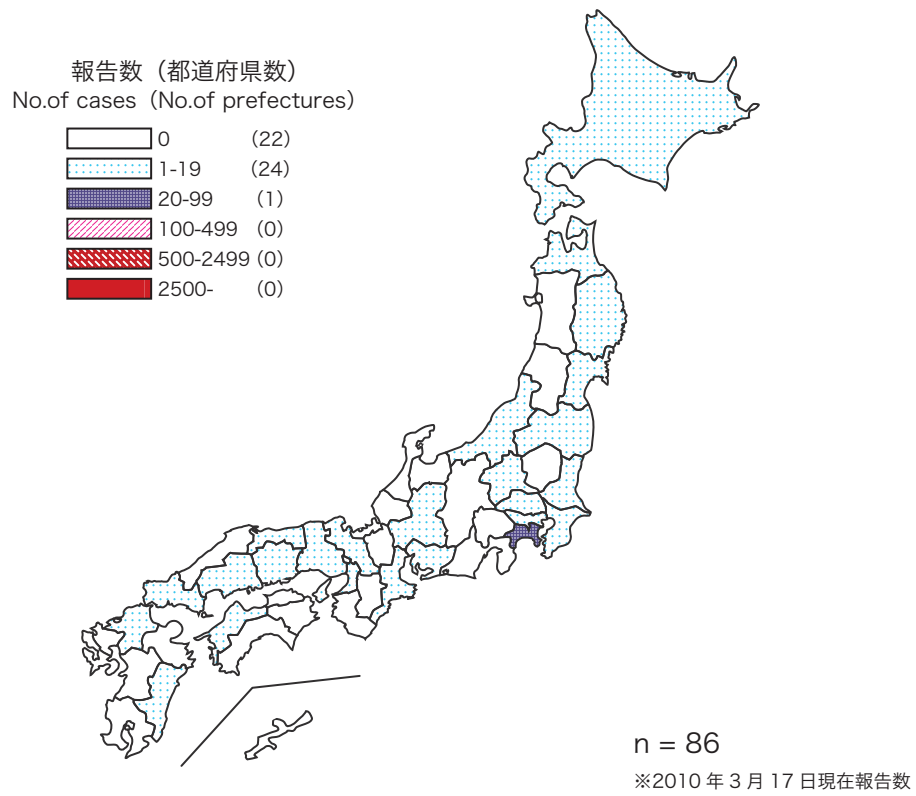 報告数（都道府県数）
No.of cases（No.of prefectures）
0 （22）
1-19 （24）
20-99 （1）
100-499 （0）
500-2499（0）
2500- （0）
n = 86
※2010 年 3 月 17 日現在報告数